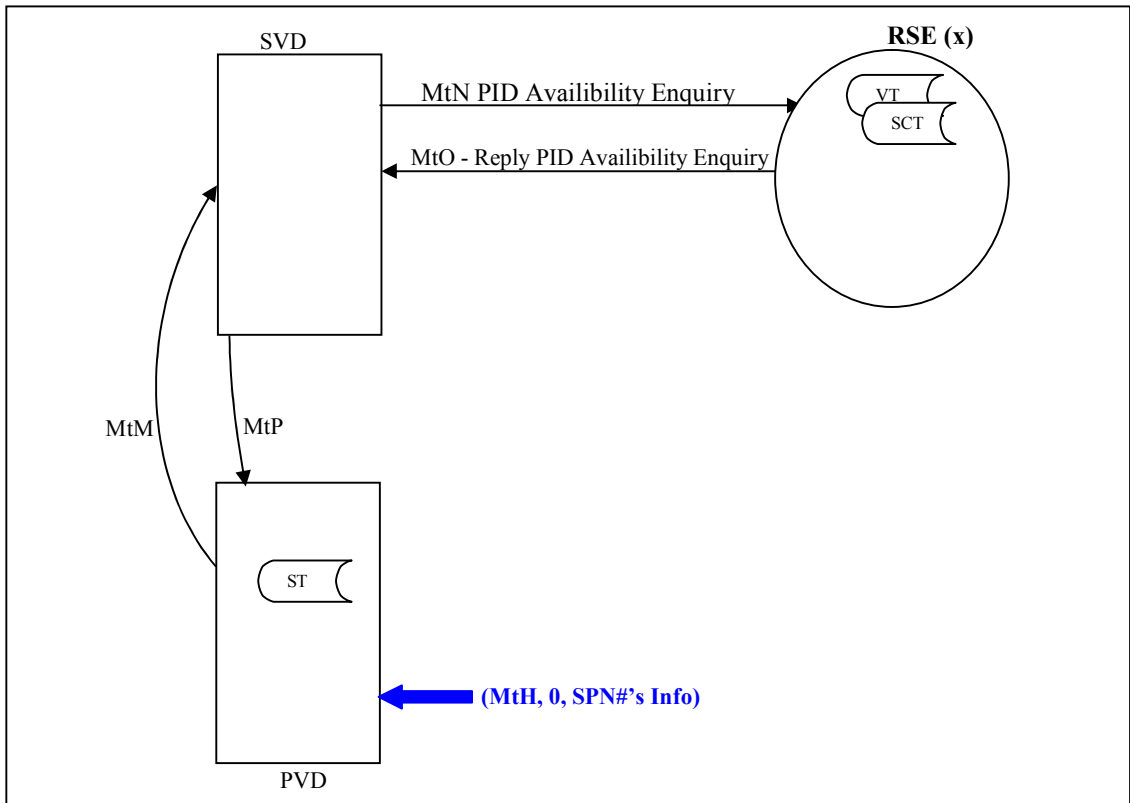 SVD
RSE (x)
VT
SCT
MtN PID Availibility Enquiry
MtO - Reply PID Availibility Enquiry
MtM
MtP
ST
(MtH, 0, SPN#’s Info)
PVD